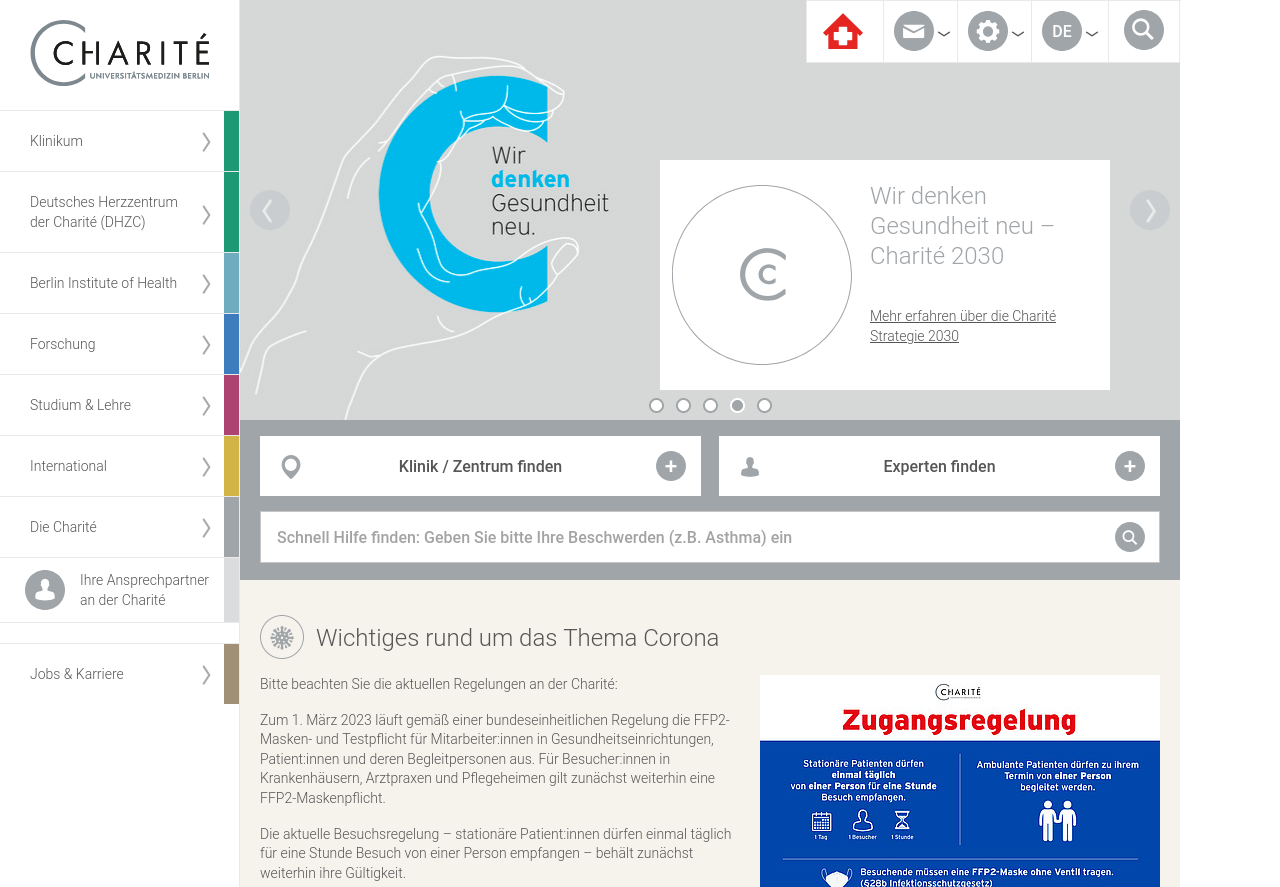 CHARITÉ
UNIVERSITÄTSMEDIZIN BERLIN
Klinikum
Deutsches Herzzentrum
der Charité (DHZC)
Berlin Institute of Health
Forschung
Studium & Lehre
International
Die Charité
Ihre Ansprechpartner
an der Charité
Jobs & Karriere
DE
Wir
denken
Gesundheit
neu.
Wir denken
Gesundheit neu –
Charité 2030
Mehr erfahren über die Charité
Strategie 2030
Klinik / Zentrum finden
Experten finden
Schnell Hilfe finden: Geben Sie bitte Ihre Beschwerden (z.B. Asthma) ein
Wichtiges rund um das Thema Corona
Bitte beachten Sie die aktuellen Regelungen an der Charité:
Zum 1. März 2023 läuft gemäß einer bundeseinheitlichen Regelung die FFP2-
Masken- und Testpflicht für Mitarbeiter:innen in Gesundheitseinrichtungen,
Patient:innen und deren Begleitpersonen aus. Für Besucher:innen in
Krankenhäusern, Arztpraxen und Pflegeheimen gilt zunächst weiterhin eine
FFP2-Maskenpflicht.
Die aktuelle Besuchsregelung – stationäre Patient:innen dürfen einmal täglich
für eine Stunde Besuch von einer Person empfangen – behält zunächst
weiterhin ihre Gültigkeit.
CHARITÉ
Zugangsregelung
Stationäre Patienten dürfen
einmal täglich
von einer Person für eine Stunde
Besuch empfangen.
1 Tag
1 Besucher
1 Stunde
Ambulante Patienten dürfen zu ihrem
Termin von einer Person
begleitet werden.
Besuchende müssen eine FFP2-Maske ohne Ventil tragen.
(§28b Infektionsschutzgesetz)